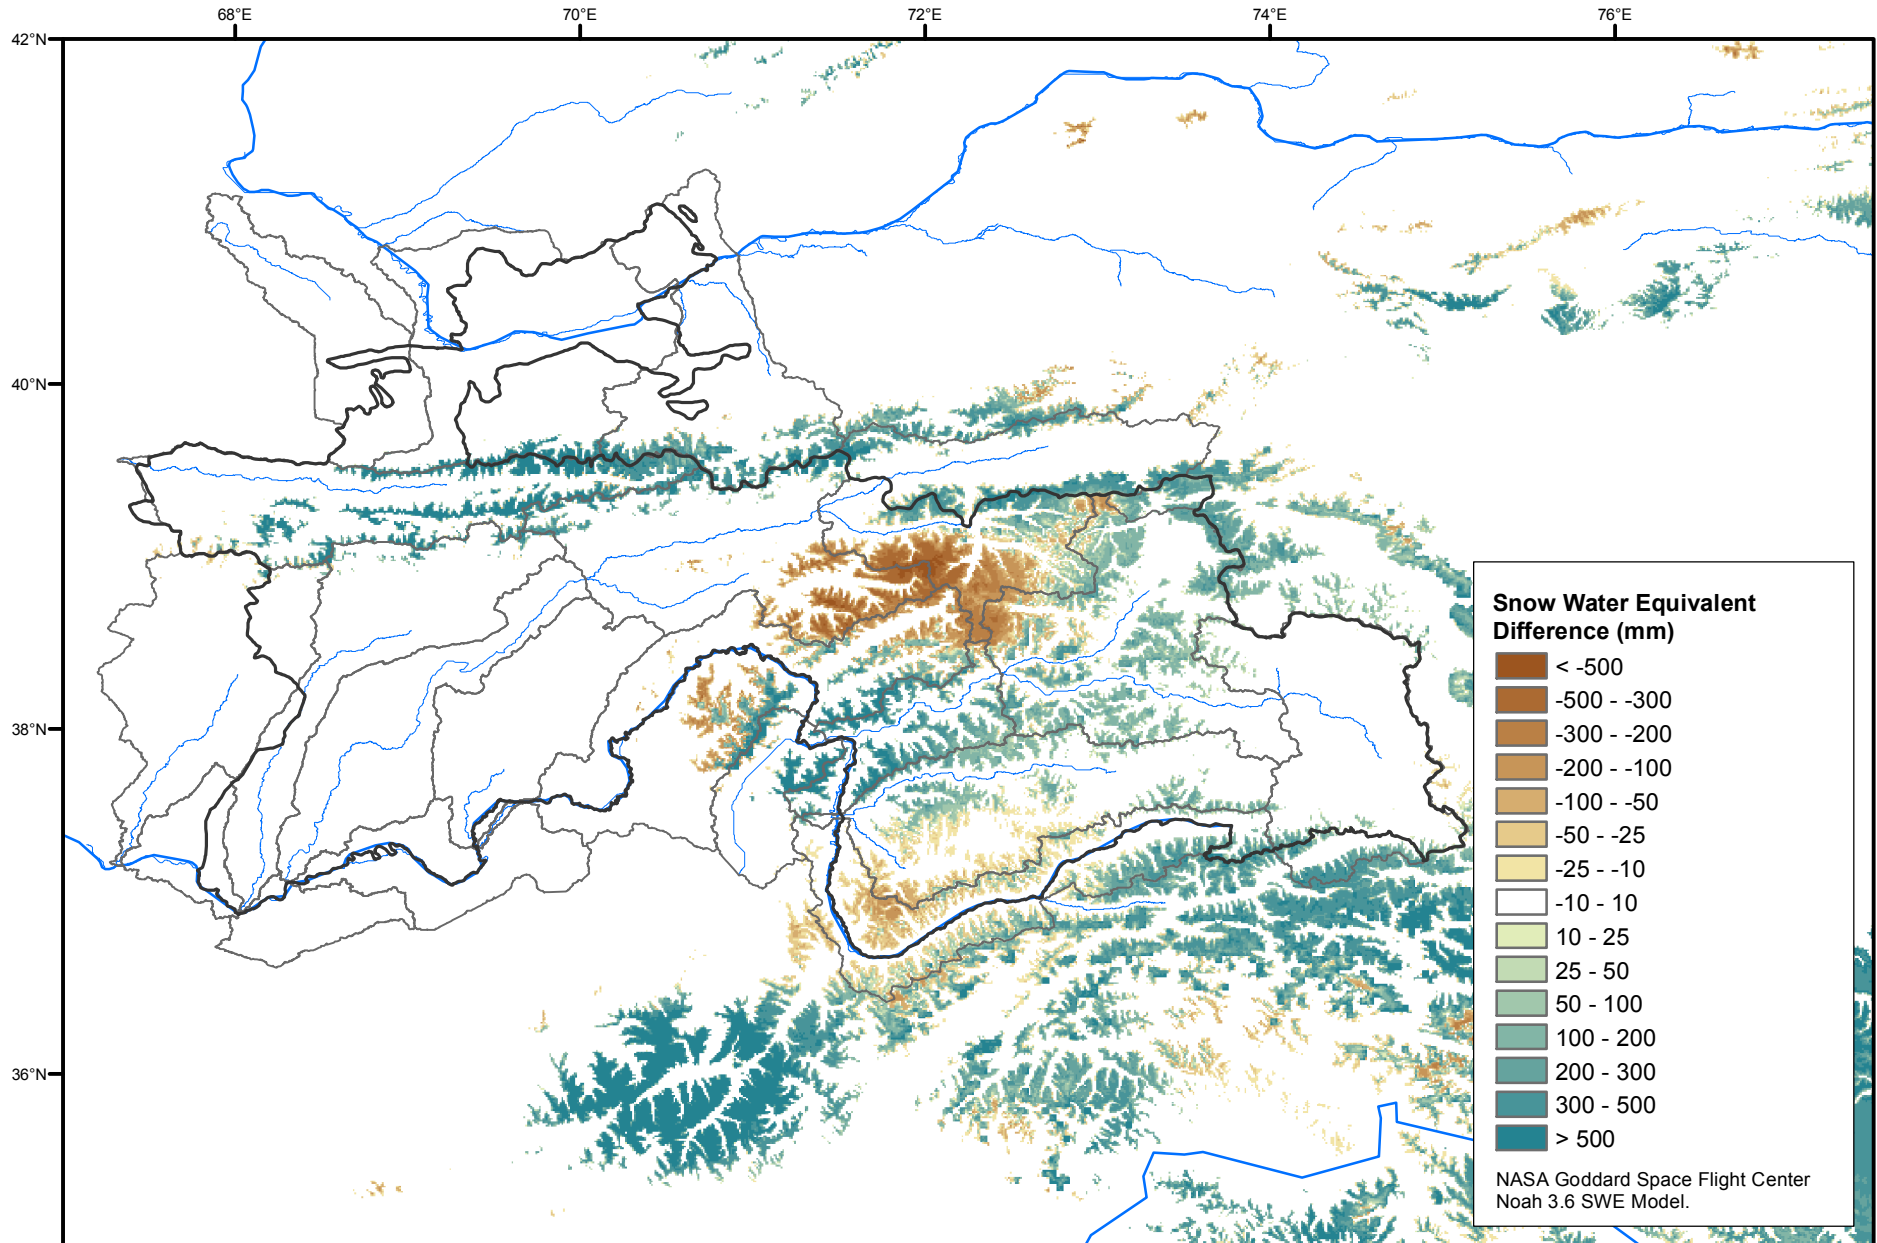 68°E 70°E 72°E 74°E 76°E
42°N
40°N
38°N
36°N
Snow Water Equivalent
Difference (mm)
< -500
-500 - -300
-300 - -200
-200 - -100
-100 - -50
-50 - -25
-25 - -10
-10 - 10
10 - 25
25 - 50
50 - 100
100 - 200
200 - 300
300 - 500
> 500
NASA Goddard Space Flight Center
Noah 3.6 SWE Model.